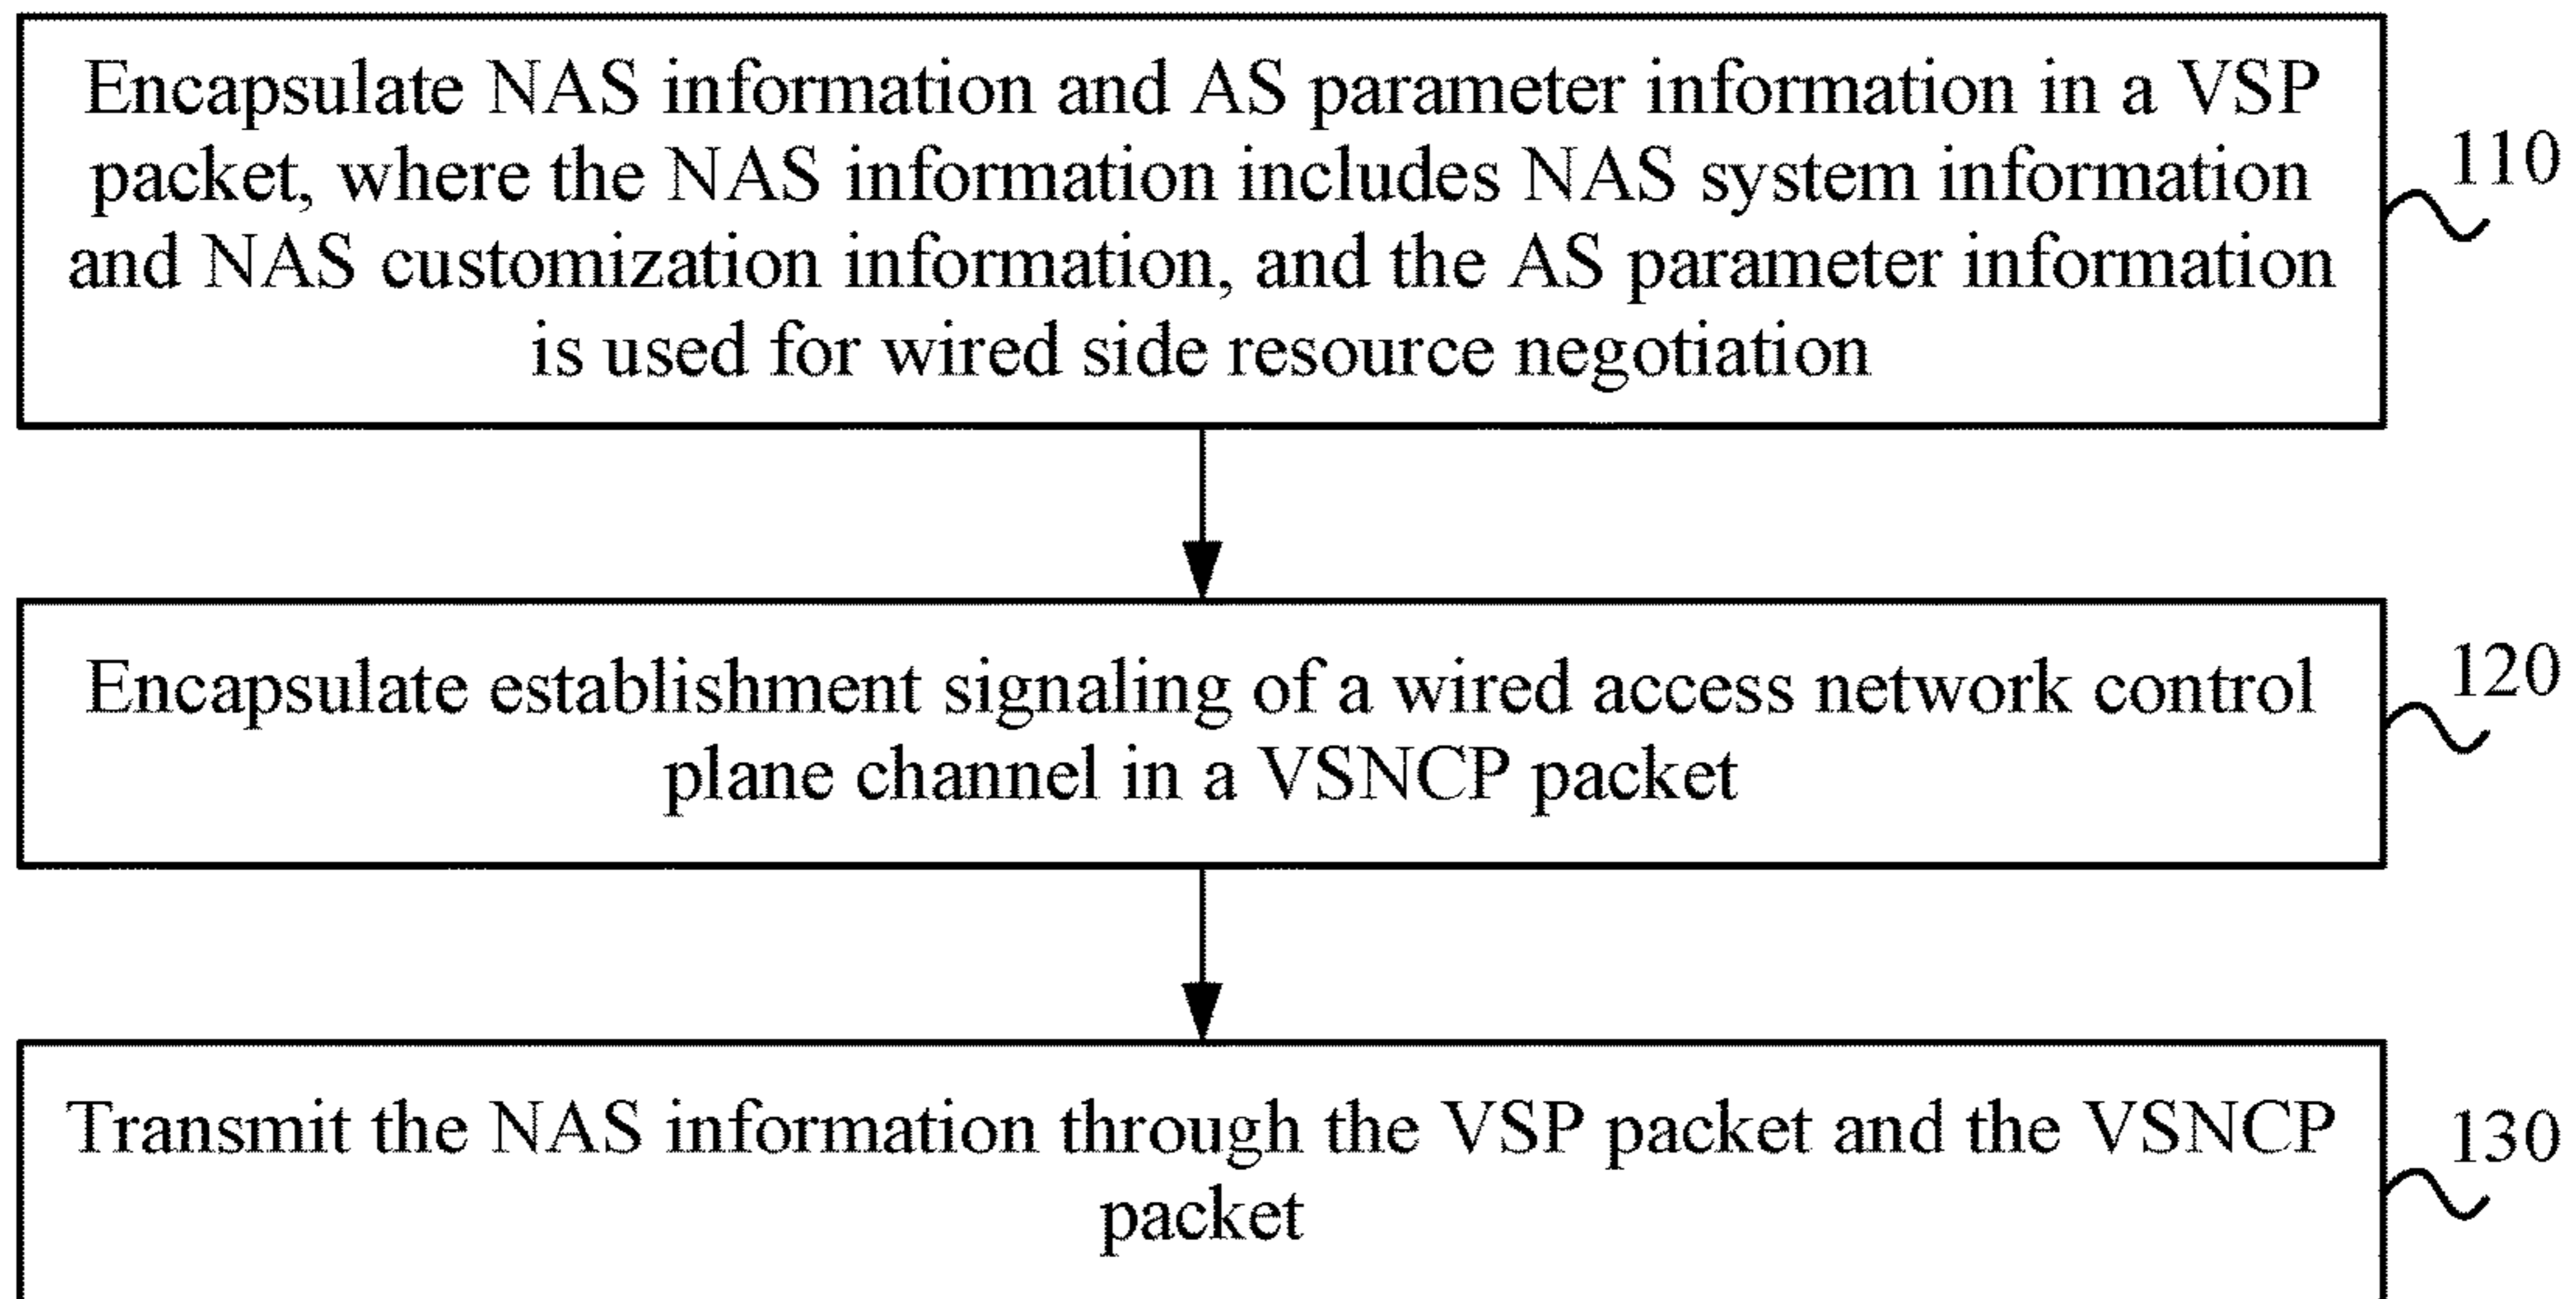 Encapsulate NAS information and AS parameter information in a VSP
packet, where the NAS information includes NAS system information
and NAS customization information, and the AS parameter information
is used for wired side resource negotiation
110
Encapsulate establishment signaling of a wired access network control
plane channel in a VSNCP packet
120
Transmit the NAS information through the VSP packet and the VSNCP
packet
130